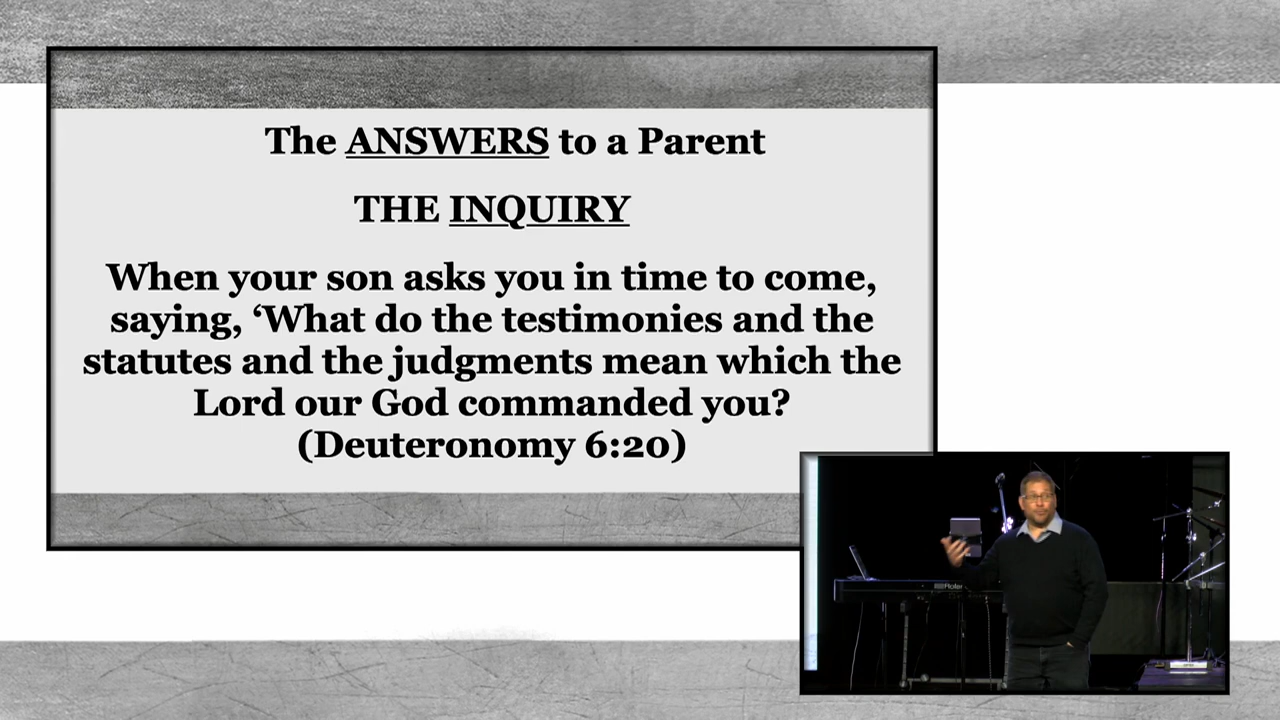 The ANSWERS to a Parent
THE INQUIRY
When your son asks you in time to come,
saying, ‘What do the testimonies and the
statutes and the judgments mean which the
Lord our God commanded you?
(Deuteronomy 6:20)
Roland